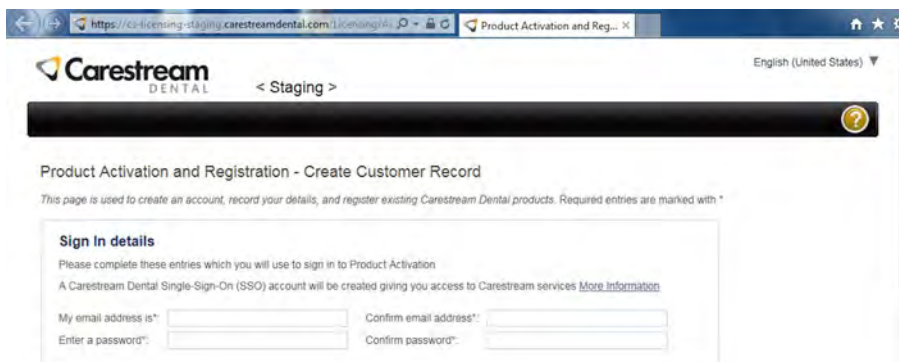 https://cs-licensing-staging.carestreamdental.com/Licensing/
Product Activation and Reg...
Carestream
DENTAL
< Staging >
English (United States)
?
Product Activation and Registration - Create Customer Record
This page is used to create an account, record your details, and register existing Carestream Dental products. Required entries are marked with *
Sign In details
Please complete these entries which you will use to sign in to Product Activation
A Carestream Dental Single-Sign-On (SSO) account will be created giving you access to Carestream services More Information
My email address is*: Confirm email address*:
Enter a password*: Confirm password*: